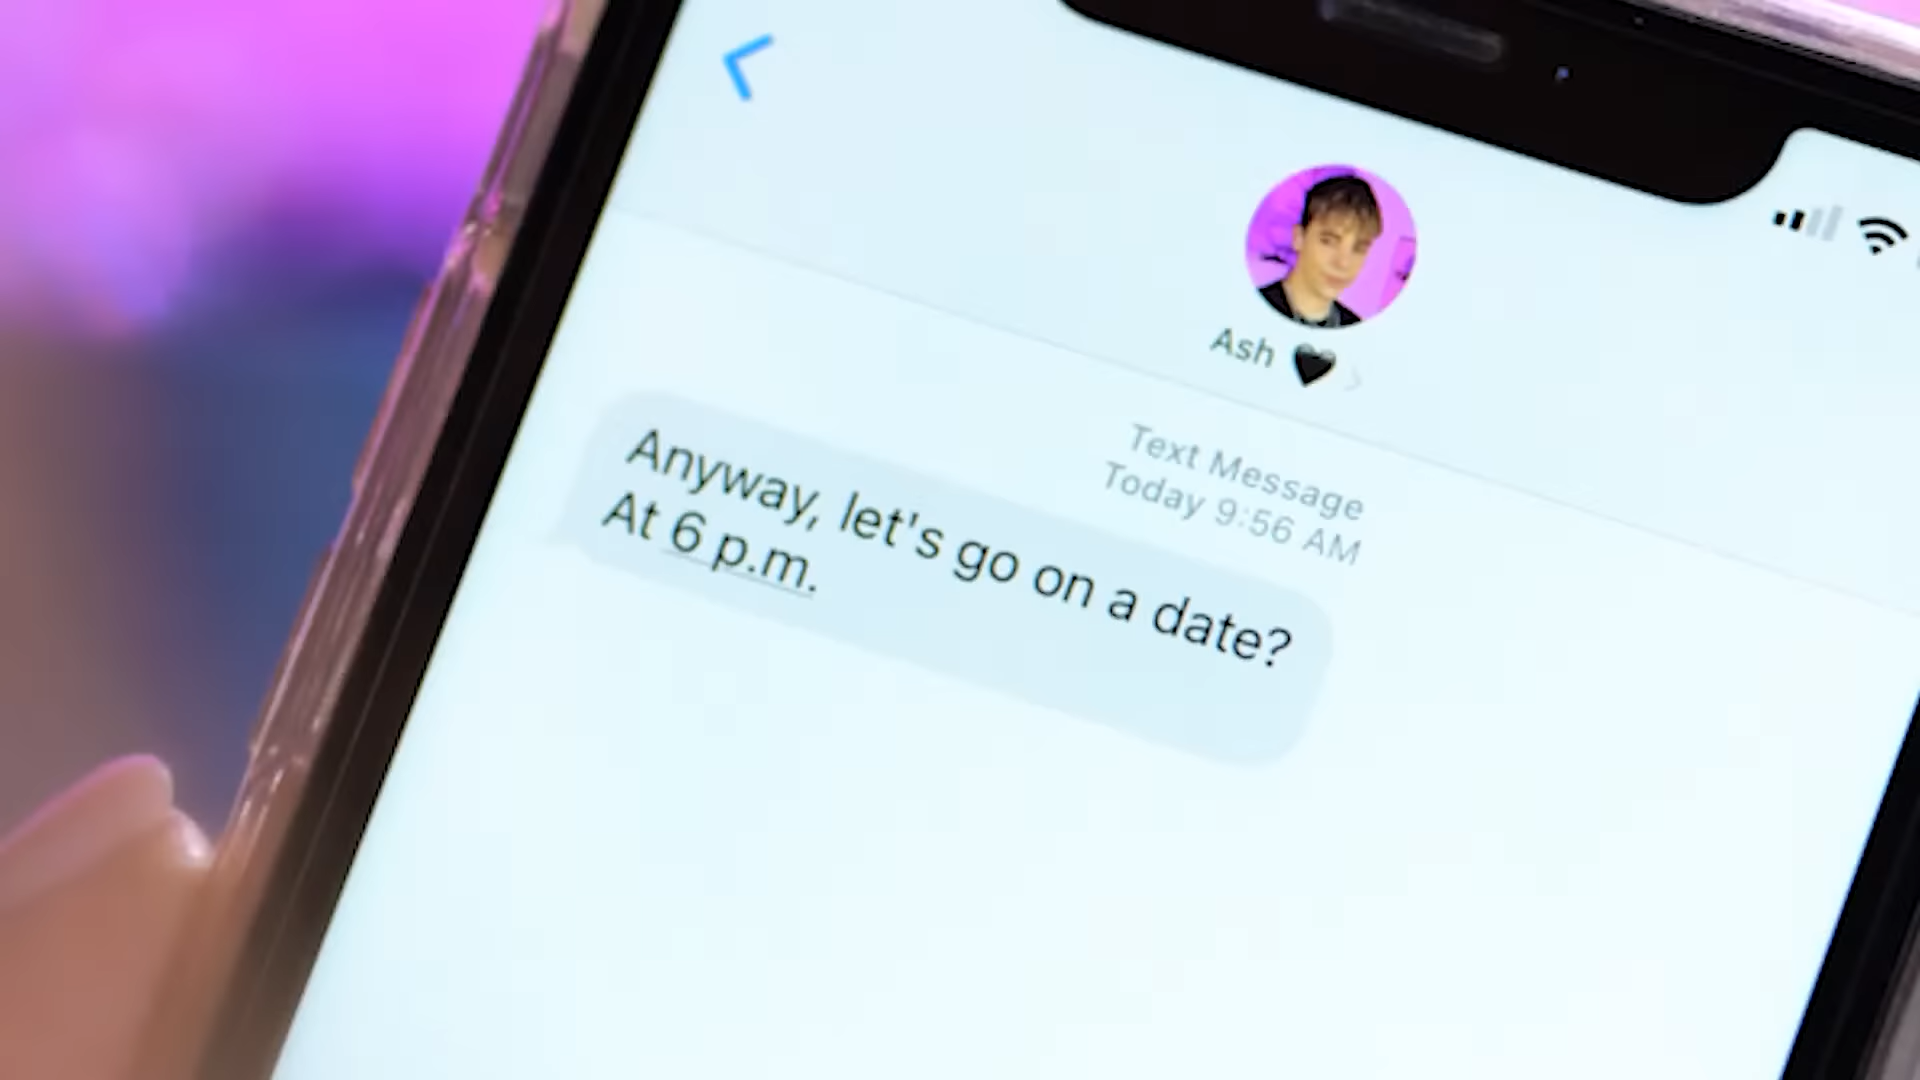 Ash 🖤
Text Message
Today 9:56 AM
Anyway, let's go on a date?
At 6 p.m.